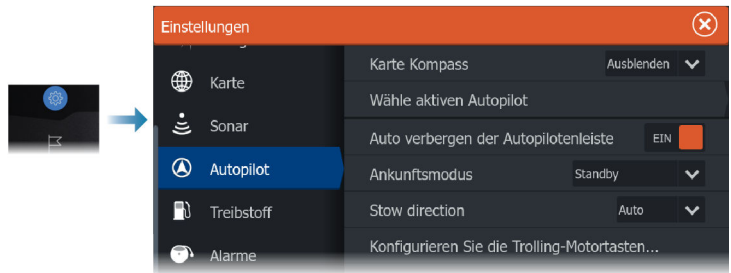 Einstellungen
Karte
Sonar
Autopilot
Treibstoff
Alarme
Karte Kompass Ausblenden
Wähle aktiven Autopilot
Auto verbergen der Autopilotenleiste EIN
Ankunftsmodus Standby
Stow direction Auto
Konfigurieren Sie die Trolling-Motortasten...